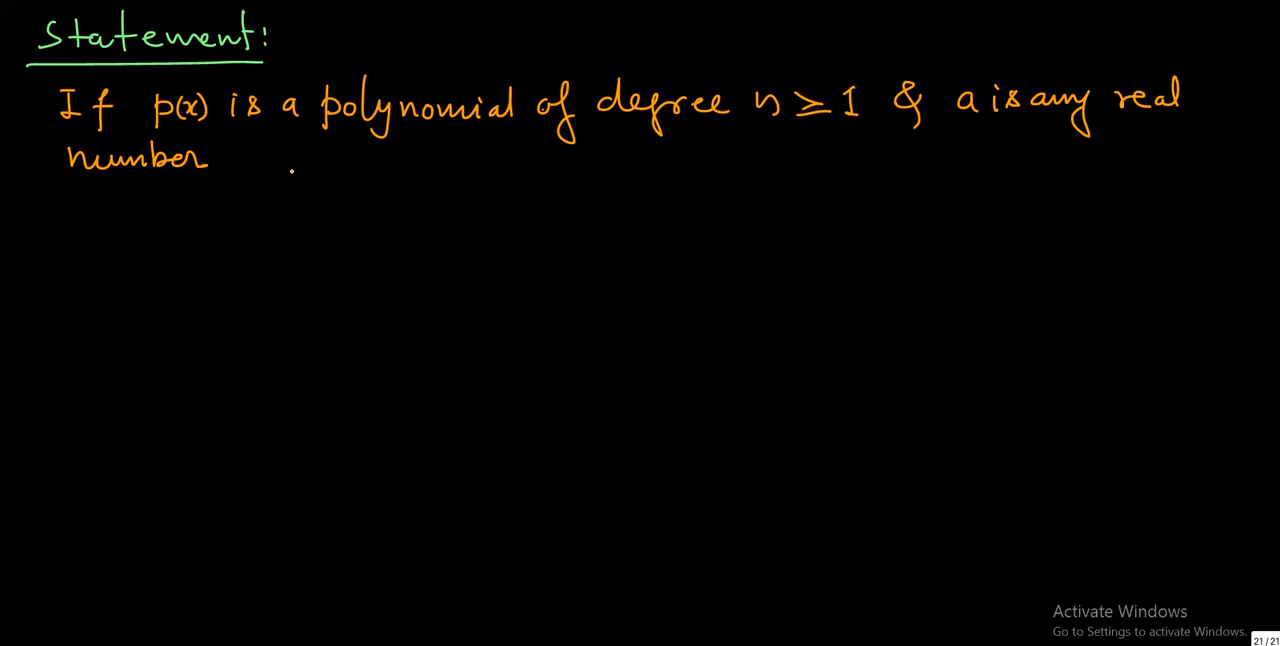 Statement:
If p(x) is a polynomial of degree n ≥ 1 & a is any real
number
Activate Windows
Go to Settings to activate Windows.
21 / 21